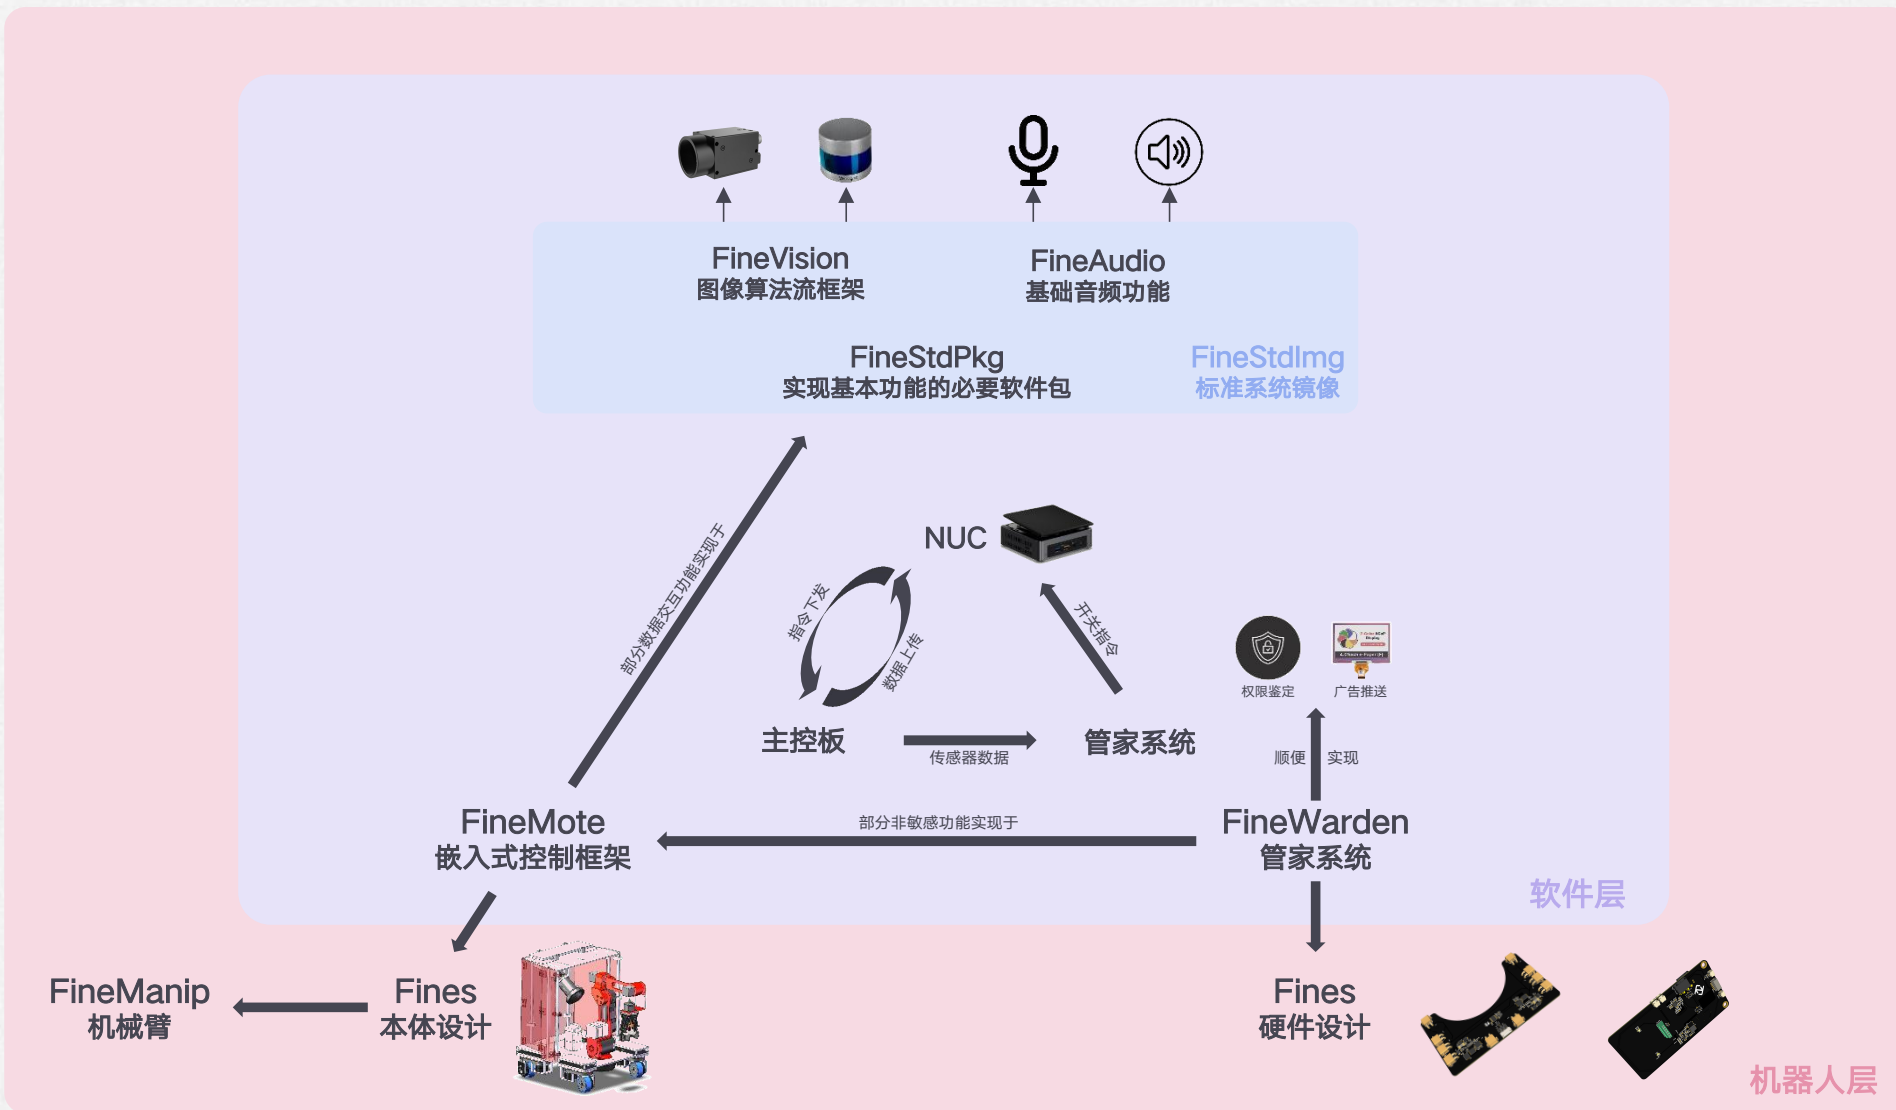 FineVision
图像算法流框架
FineAudio
基础音频功能
FineStdPkg
实现基本功能的必要软件包
FineStdImg
标准系统镜像
部分数据交互功能实现于
NUC
指令下发
数据上传
开关指令
权限鉴定
广告推送
主控板
传感器数据
管家系统
顺便
实现
FineMote
嵌入式控制框架
部分非敏感功能实现于
FineWarden
管家系统
软件层
FineManip
机械臂
Fines
本体设计
Fines
硬件设计
机器人层